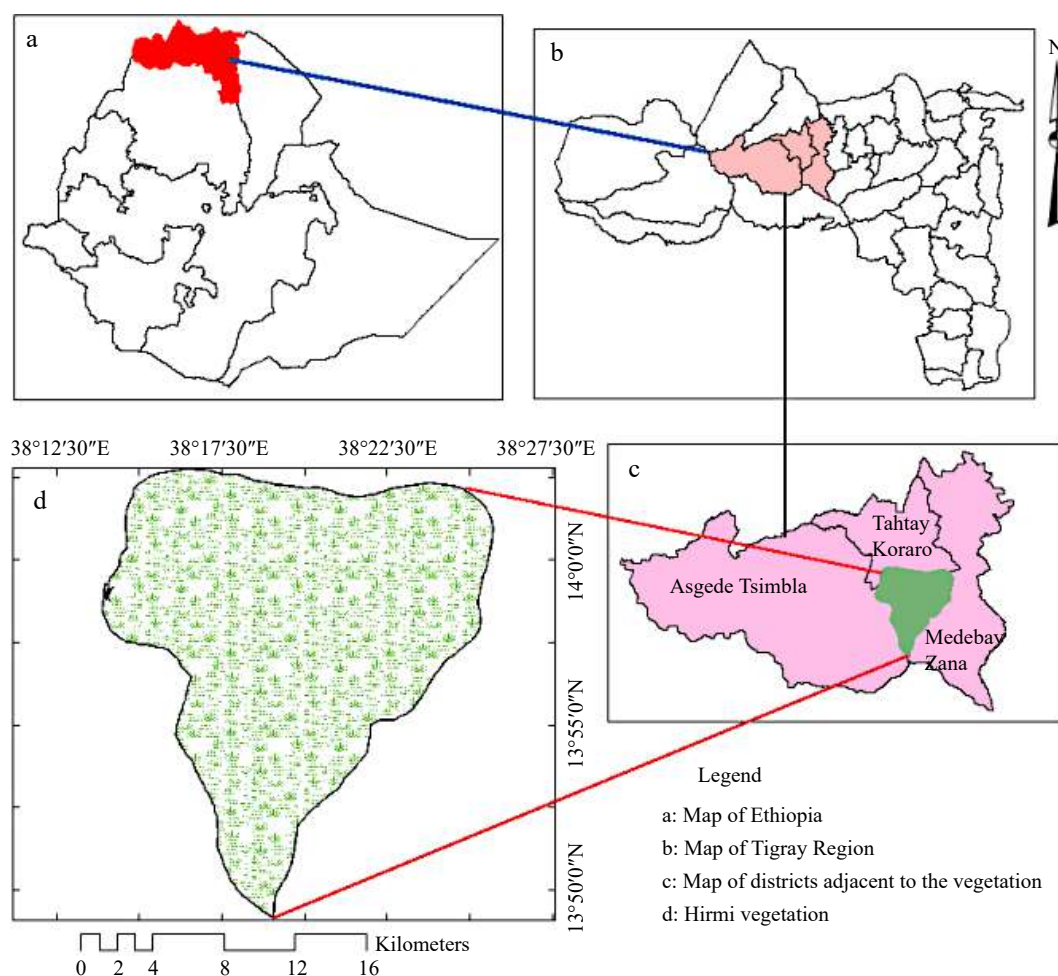 a
b
N
38°12'30"E 38°17'30"E 38°22'30"E 38°27'30"E
d
14°0'0"N
13°55'0"N
13°50'0"N
c
Tahtay
Koraro
Asgede Tsimbla
Medebay
Zana
Legend
a: Map of Ethiopia
b: Map of Tigray Region
c: Map of districts adjacent to the vegetation
d: Hirmi vegetation
Kilometers
0 2 4 8 12 16